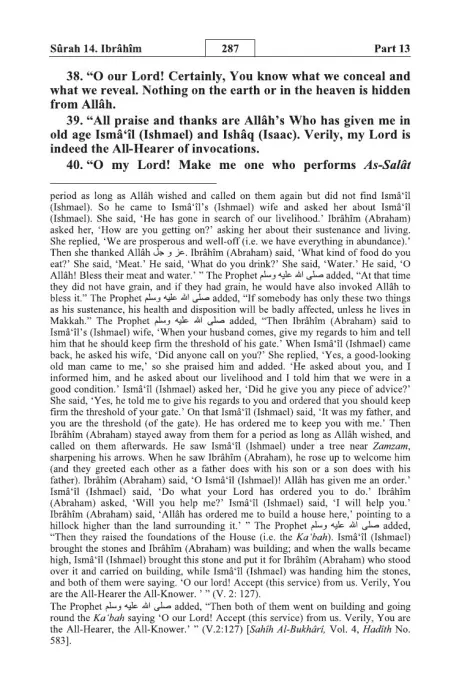 Sûrah 14. Ibrâhîm 287 Part 13
38. “O our Lord! Certainly, You know what we conceal and
what we reveal. Nothing on the earth or in the heaven is hidden
from Allâh.
39. “All praise and thanks are Allâh’s Who has given me in
old age Ismâ‘îl (Ishmael) and Ishâq (Isaac). Verily, my Lord is
indeed the All-Hearer of invocations.
40. “O my Lord! Make me one who performs As-Salât
period as long as Allâh wished and called on them again but did not find Ismâ‘îl
(Ishmael). So he came to Ismâ‘îl’s (Ishmael) wife and asked her about Ismâ‘îl
(Ishmael). She said, ‘He has gone in search of our livelihood.’ Ibrâhîm (Abraham)
asked her, ‘How are you getting on?’ asking her about their sustenance and living.
She replied, ‘We are prosperous and well-off (i.e. we have everything in abundance).’
Then she thanked Allâh عز و جل. Ibrâhîm (Abraham) said, ‘What kind of food do you
eat?’ She said, ‘Meat.’ He said, ‘What do you drink?’ She said, ‘Water.’ He said, ‘O
Allâh! Bless their meat and water.’ ” The Prophet صلى الله عليه وسلم added, “At that time
they did not have grain, and if they had grain, he would have also invoked Allâh to
bless it.” The Prophet صلى الله عليه وسلم added, “If somebody has only these two things
as his sustenance, his health and disposition will be badly affected, unless he lives in
Makkah.” The Prophet صلى الله عليه وسلم added, “Then Ibrâhîm (Abraham) said to
Ismâ‘îl’s (Ishmael) wife, ‘When your husband comes, give my regards to him and tell
him that he should keep firm the threshold of his gate.’ When Ismâ‘îl (Ishmael) came
back, he asked his wife, ‘Did anyone call on you?’ She replied, ‘Yes, a good-looking
old man came to me,’ so she praised him and added. ‘He asked about you, and I
informed him, and he asked about our livelihood and I told him that we were in a
good condition.’ Ismâ‘îl (Ishmael) asked her, ‘Did he give you any piece of advice?’
She said, ‘Yes, he told me to give his regards to you and ordered that you should keep
firm the threshold of your gate.’ On that Ismâ‘îl (Ishmael) said, ‘It was my father, and
you are the threshold (of the gate). He has ordered me to keep you with me.’ Then
Ibrâhîm (Abraham) stayed away from them for a period as long as Allâh wished, and
called on them afterwards. He saw Ismâ‘îl (Ishmael) under a tree near Zamzam,
sharpening his arrows. When he saw Ibrâhîm (Abraham), he rose up to welcome him
(and they greeted each other as a father does with his son or a son does with his
father). Ibrâhîm (Abraham) said, ‘O Ismâ‘îl (Ishmael)! Allâh has given me an order.’
Ismâ‘îl (Ishmael) said, ‘Do what your Lord has ordered you to do.’ Ibrâhîm
(Abraham) asked, ‘Will you help me?’ Ismâ‘îl (Ishmael) said, ‘I will help you.’
Ibrâhîm (Abraham) said, ‘Allâh has ordered me to build a house here,’ pointing to a
hillock higher than the land surrounding it.’ ” The Prophet صلى الله عليه وسلم added,
“Then they raised the foundations of the House (i.e. the Ka‘bah). Ismâ‘îl (Ishmael)
brought the stones and Ibrâhîm (Abraham) was building; and when the walls became
high, Ismâ‘îl (Ishmael) brought this stone and put it for Ibrâhîm (Abraham) who stood
over it and carried on building, while Ismâ‘îl (Ishmael) was handing him the stones,
and both of them were saying. ‘O our lord! Accept (this service) from us. Verily, You
are the All-Hearer the All-Knower. ’ ” (V. 2: 127).
The Prophet صلى الله عليه وسلم added, “Then both of them went on building and going
round the Ka‘bah saying ‘O our Lord! Accept (this service) from us. Verily, You are
the All-Hearer, the All-Knower.’ ” (V.2:127) [Sahîh Al-Bukhârî, Vol. 4, Hadîth No.
583].